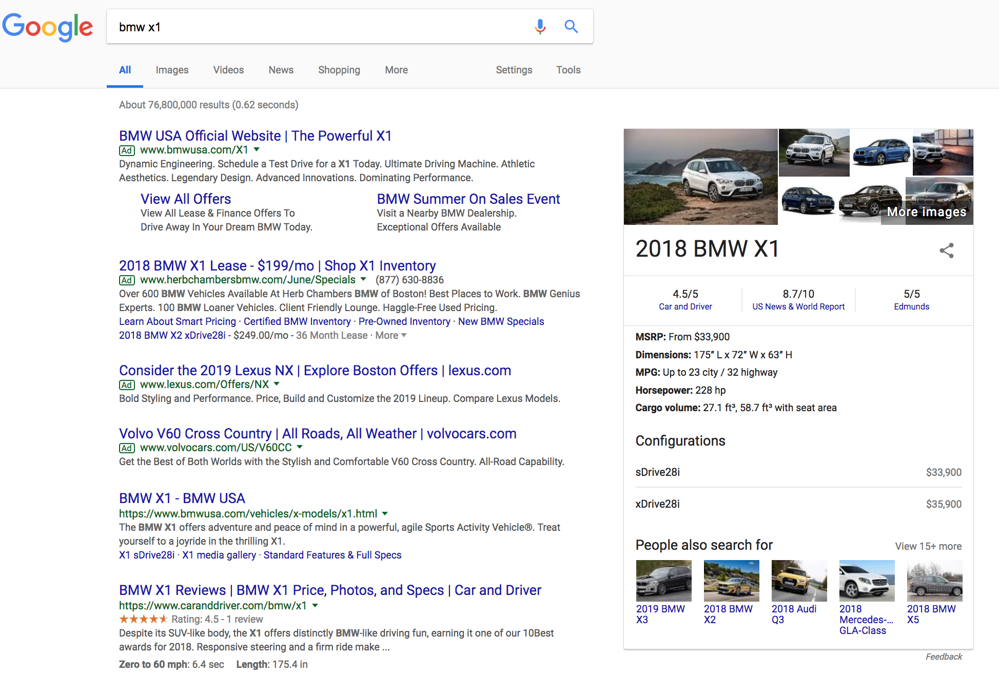 Google
bmw x1
All Images Videos News Shopping More Settings Tools
About 76,800,000 results (0.62 seconds)
BMW USA Official Website | The Powerful X1
Ad www.bmwusa.com/X1
Dynamic Engineering. Schedule a Test Drive for a X1 Today. Ultimate Driving Machine. Athletic
Aesthetics. Legendary Design. Advanced Innovations. Dominating Performance.
View All Offers
View All Lease & Finance Offers To
Drive Away In Your Dream BMW Today.
BMW Summer On Sales Event
Visit a Nearby BMW Dealership.
Exceptional Offers Available
2018 BMW X1 Lease - $199/mo | Shop X1 Inventory
Ad www.herbchambersbmw.com/June/Specials (877) 630-8836
Over 600 BMW Vehicles Available At Herb Chambers BMW of Boston! Best Places to Work. BMW Genius
Experts. 100 BMW Loaner Vehicles. Client Friendly Lounge. Haggle-Free Used Pricing.
Learn About Smart Pricing · Certified BMW Inventory · Pre-Owned Inventory · New BMW Specials
2018 BMW X2 xDrive28i - $249.00/mo - 36 Month Lease · More
Consider the 2019 Lexus NX | Explore Boston Offers | lexus.com
Ad www.lexus.com/Offers/NX
Bold Styling and Performance. Price, Build and Customize the 2019 Lineup. Compare Lexus Models.
Volvo V60 Cross Country | All Roads, All Weather | volvocars.com
Ad www.volvocars.com/US/V60CC
Get the Best of Both Worlds with the Stylish and Comfortable V60 Cross Country. All-Road Capability.
BMW X1 - BMW USA
https://www.bmwusa.com/vehicles/x-models/x1.html
The BMW X1 offers adventure and peace of mind in a powerful, agile Sports Activity Vehicle®. Treat
yourself to a joyride in the thrilling X1.
X1 sDrive28i · X1 media gallery · Standard Features & Full Specs
BMW X1 Reviews | BMW X1 Price, Photos, and Specs | Car and Driver
https://www.caranddriver.com/bmw/x1
Rating: 4.5 - 1 review
Despite its SUV-like body, the X1 offers distinctly BMW-like driving fun, earning it one of our 10Best
awards for 2018. Responsive steering and a firm ride make ...
Zero to 60 mph: 6.4 sec Length: 175.4 in
More images
2018 BMW X1
4.5/5
Car and Driver
8.7/10
US News & World Report
5/5
Edmunds
MSRP: From $33,900
Dimensions: 175″ L x 72″ W x 63″ H
MPG: Up to 23 city / 32 highway
Horsepower: 228 hp
Cargo volume: 27.1 ft³, 58.7 ft³ with seat area
Configurations
sDrive28i $33,900
xDrive28i $35,900
People also search for View 15+ more
2019 BMW
X3
2018 BMW
X2
2018 Audi
Q3
2018
Mercedes-...
GLA-Class
2018 BMW
X5
Feedback